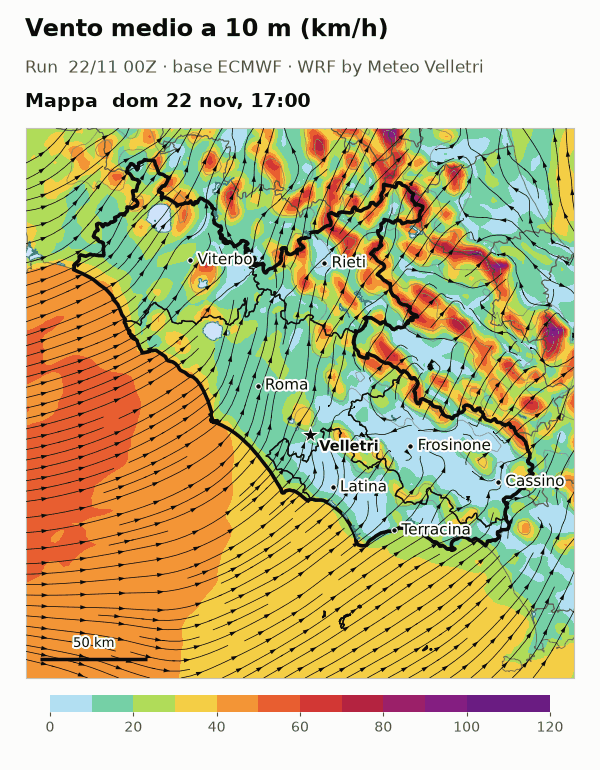 Vento medio a 10 m (km/h)
Run  22/11 00Z · base ECMWF · WRF by Meteo Velletri
Mappa  dom 22 nov, 17:00
Viterbo
Rieti
Roma
Velletri
Frosinone
Cassino
Latina
Terracina
50 km
0 20 40 60 80 100 120